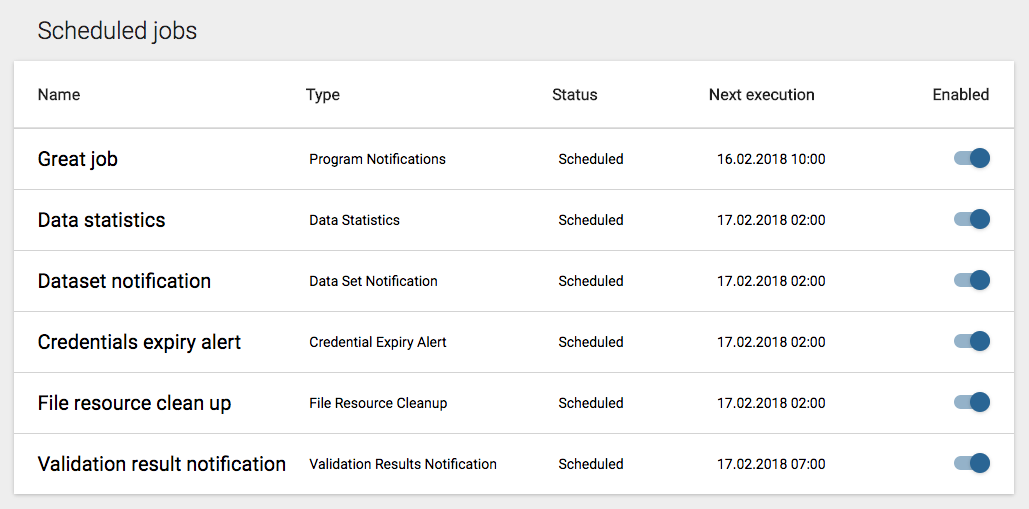 Scheduled jobs
Name Type Status Next execution Enabled
Great job Program Notifications Scheduled 16.02.2018 10:00
Data statistics Data Statistics Scheduled 17.02.2018 02:00
Dataset notification Data Set Notification Scheduled 17.02.2018 02:00
Credentials expiry alert Credential Expiry Alert Scheduled 17.02.2018 02:00
File resource clean up File Resource Cleanup Scheduled 17.02.2018 02:00
Validation result notification Validation Results Notification Scheduled 17.02.2018 07:00